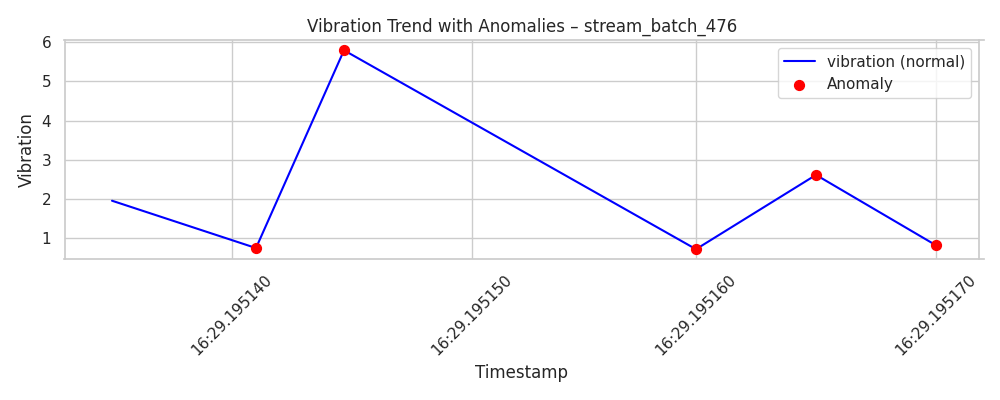 Vibration Trend with Anomalies – stream_batch_476
6
5
4
3
2
1
Vibration
vibration (normal)
Anomaly
16:29.195140
16:29.195150
16:29.195160
16:29.195170
Timestamp